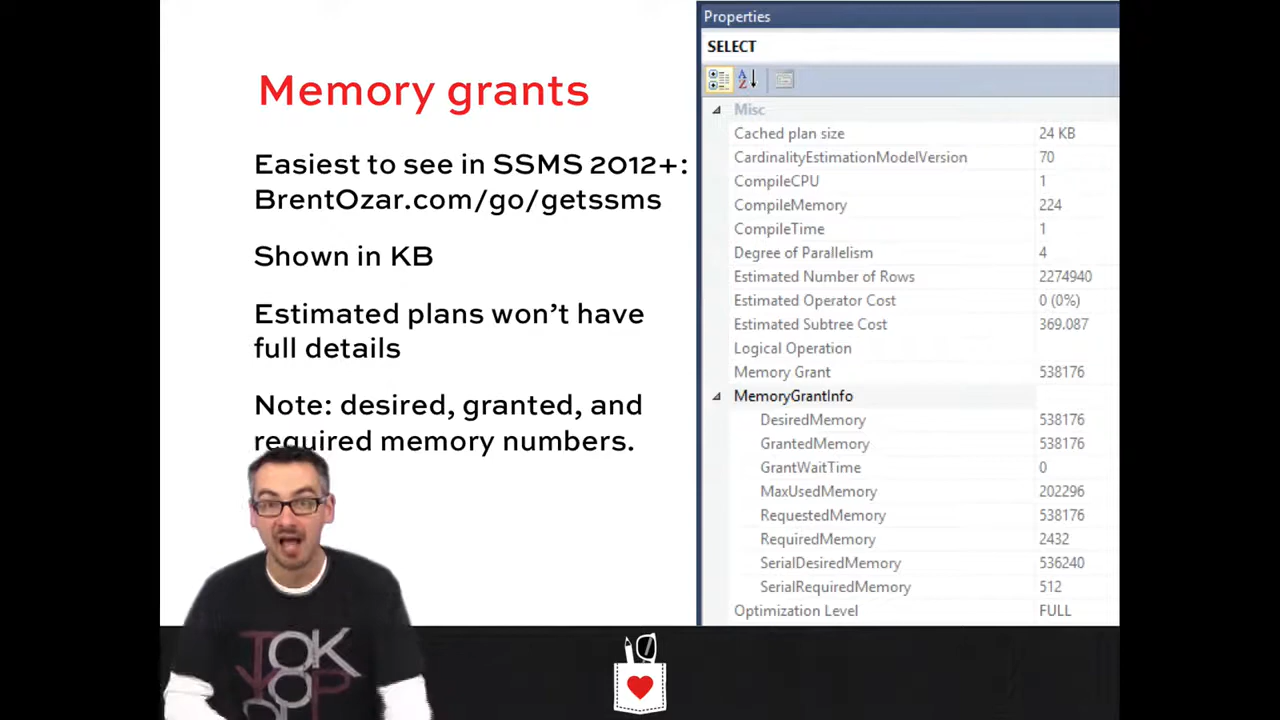 Memory grants
Easiest to see in SSMS 2012+:
BrentOzar.com/go/getssms
Shown in KB
Estimated plans won't have
full details
Note: desired, granted, and
required memory numbers.
Properties
SELECT
Misc
Cached plan size 24 KB
CardinalityEstimationModelVersion 70
CompileCPU 1
CompileMemory 224
CompileTime 1
Degree of Parallelism 4
Estimated Number of Rows 2274940
Estimated Operator Cost 0 (0%)
Estimated Subtree Cost 369.087
Logical Operation
Memory Grant 538176
MemoryGrantInfo
DesiredMemory 538176
GrantedMemory 538176
GrantWaitTime 0
MaxUsedMemory 202296
RequestedMemory 538176
RequiredMemory 2432
SerialDesiredMemory 536240
SerialRequiredMemory 512
Optimization Level FULL